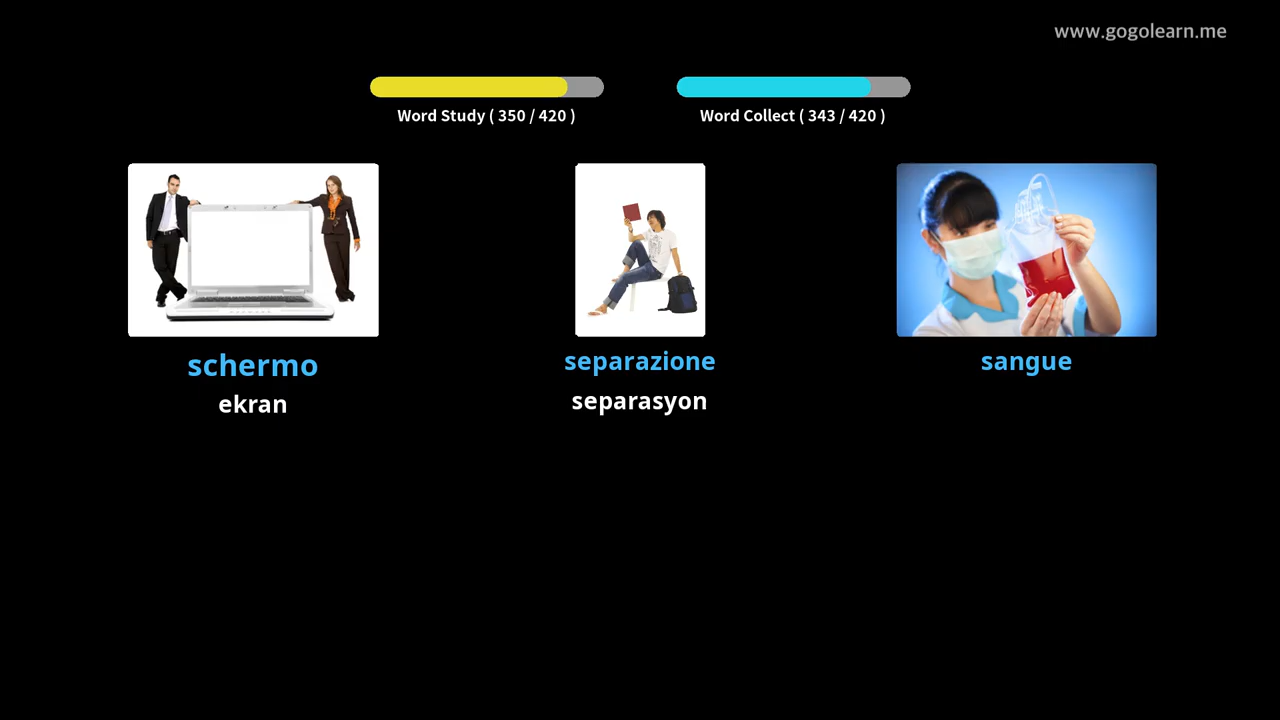 www.gogolearn.me
Word Study ( 350 / 420 )
Word Collect ( 343 / 420 )
schermo
ekran
separazione
separasyon
sangue